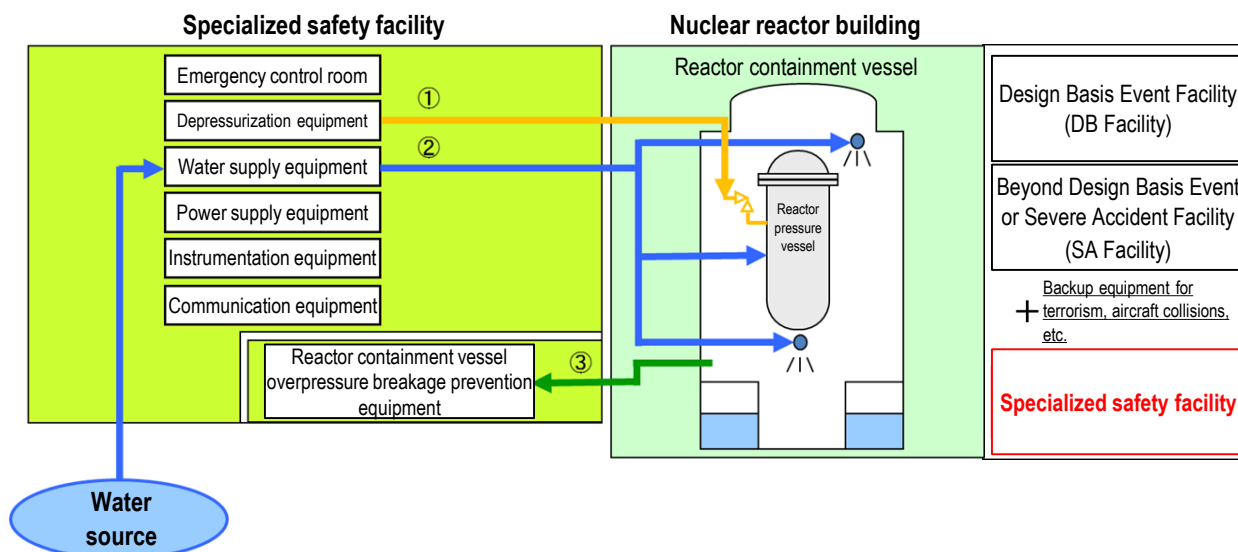 Specialized safety facility
Emergency control room
Depressurization equipment
Water supply equipment
Power supply equipment
Instrumentation equipment
Communication equipment
Reactor containment vessel
overpressure breakage prevention
equipment
①
②
③
Water
source
Nuclear reactor building
Reactor containment vessel
Reactor
pressure
vessel
Design Basis Event Facility
(DB Facility)
Beyond Design Basis Event
or Severe Accident Facility
(SA Facility)
+
Backup equipment for
terrorism, aircraft collisions,
etc.
Specialized safety facility